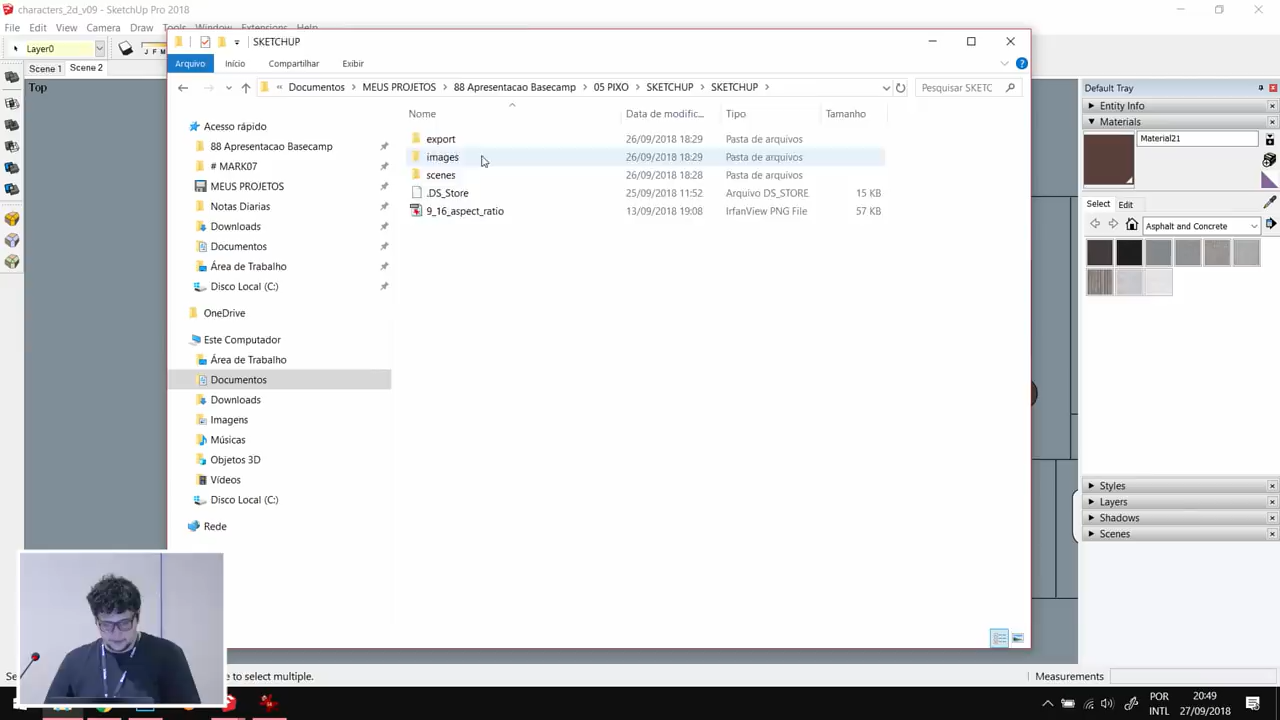 characters_2d_v09 - SketchUp Pro 2018
File Edit View Camera Draw Tools Window Extensions Help
Layer0
J F M
Scene 1 Scene 2
Top
SKETCHUP
Arquivo Início Compartilhar Exibir
« Documentos > MEUS PROJETOS > 88 Apresentacao Basecamp > 05 PIXO > SKETCHUP > SKETCHUP >
Pesquisar SKETC
Nome Data de modific... Tipo Tamanho
export 26/09/2018 18:29 Pasta de arquivos
images 26/09/2018 18:29 Pasta de arquivos
scenes 26/09/2018 18:28 Pasta de arquivos
.DS_Store 25/09/2018 11:52 Arquivo DS_STORE 15 KB
9_16_aspect_ratio 13/09/2018 19:08 IrfanView PNG File 57 KB
Acesso rápido
88 Apresentacao Basecamp
# MARK07
MEUS PROJETOS
Notas Diarias
Downloads
Documentos
Área de Trabalho
Disco Local (C:)
OneDrive
Este Computador
Área de Trabalho
Documentos
Downloads
Imagens
Músicas
Objetos 3D
Vídeos
Disco Local (C:)
Rede
Default Tray
Entity Info
Materials
Material21
Select Edit
Asphalt and Concrete
Styles
Layers
Shadows
Scenes
Se
e to select multiple.
Measurements
POR
INTL
20:49
27/09/2018